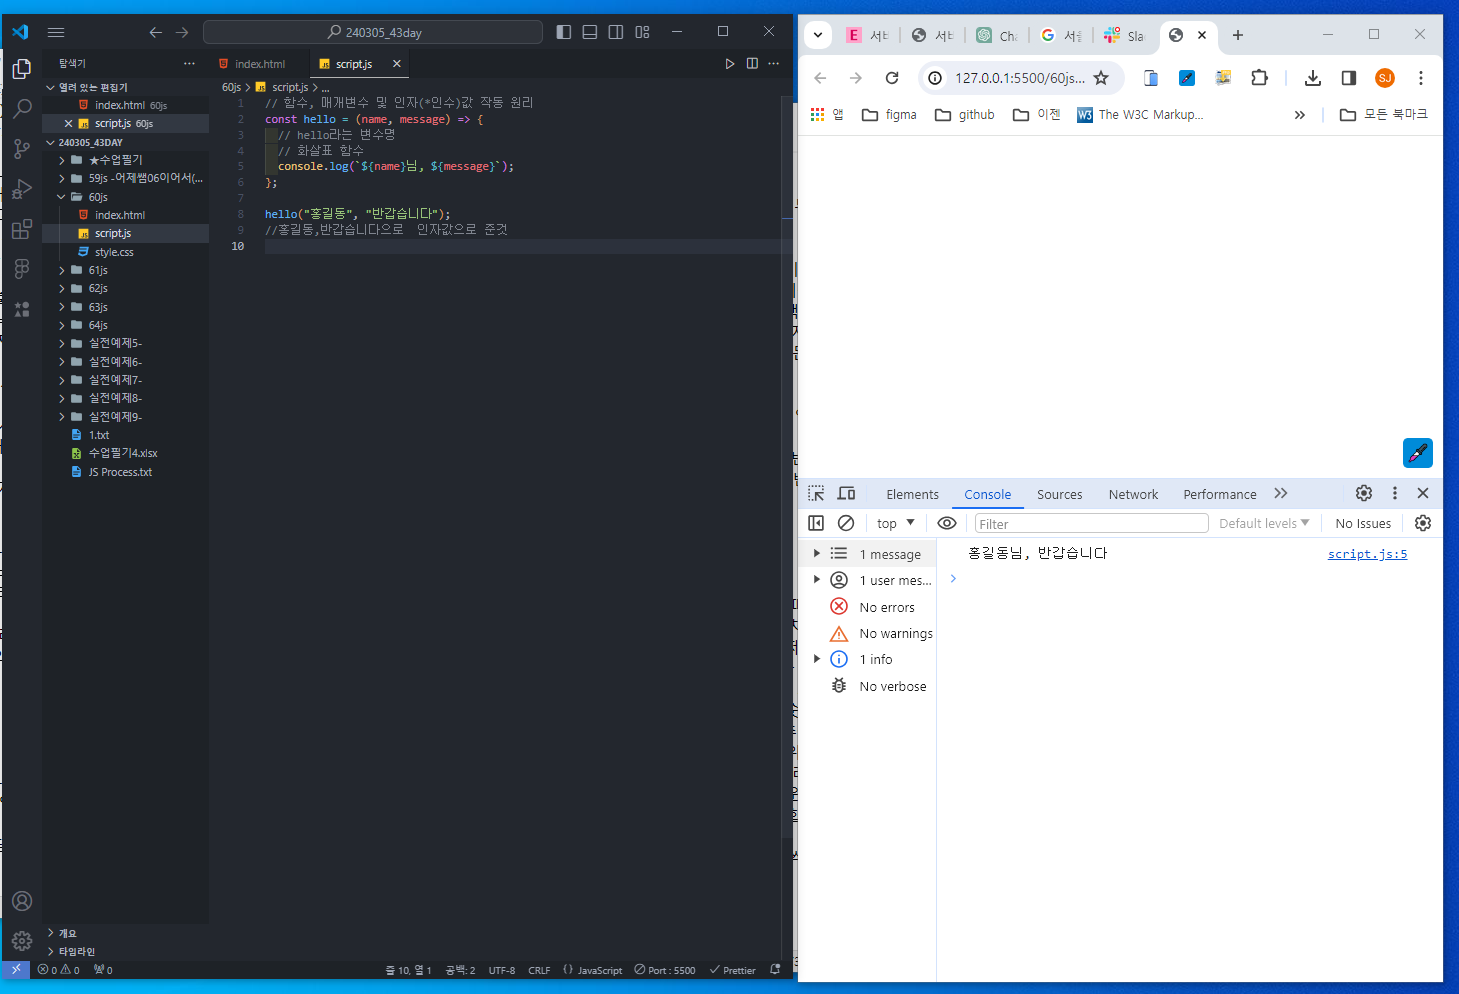 240305_43day
탐색기
index.html
script.js
열려 있는 편집기
index.html 60js
script.js 60js
240305_43DAY
★수업필기
59js -어제쌤06이어서(...
60js
index.html
script.js
style.css
61js
62js
63js
64js
실전예제5-
실전예제6-
실전예제7-
실전예제8-
실전예제9-
1.txt
수업필기4.xlsx
JS Process.txt
개요
타임라인
60js > script.js > ...
1 // 함수, 매개변수 및 인자(*인수)값 작동 원리
2 const hello = (name, message) => {
3 // hello라는 변수명
4 // 화살표 함수
5 console.log(`${name}님, ${message}`);
6 };
7
8 hello("홍길동", "반갑습니다");
9 //홍길동,반갑습니다으로  인자값으로 준것
10
0 0 0
줄 10, 열 1 공백: 2 UTF-8 CRLF JavaScript Port : 5500 Prettier
E 서비 서비 Cha 서울 Sla
127.0.0.1:5500/60js...
SJ
앱 figma github 이젠 W3 The W3C Markup... » 모든 북마크
Elements Console Sources Network Performance
top Filter Default levels No Issues
1 message
1 user mes...
No errors
No warnings
1 info
No verbose
홍길동님, 반갑습니다 script.js:5